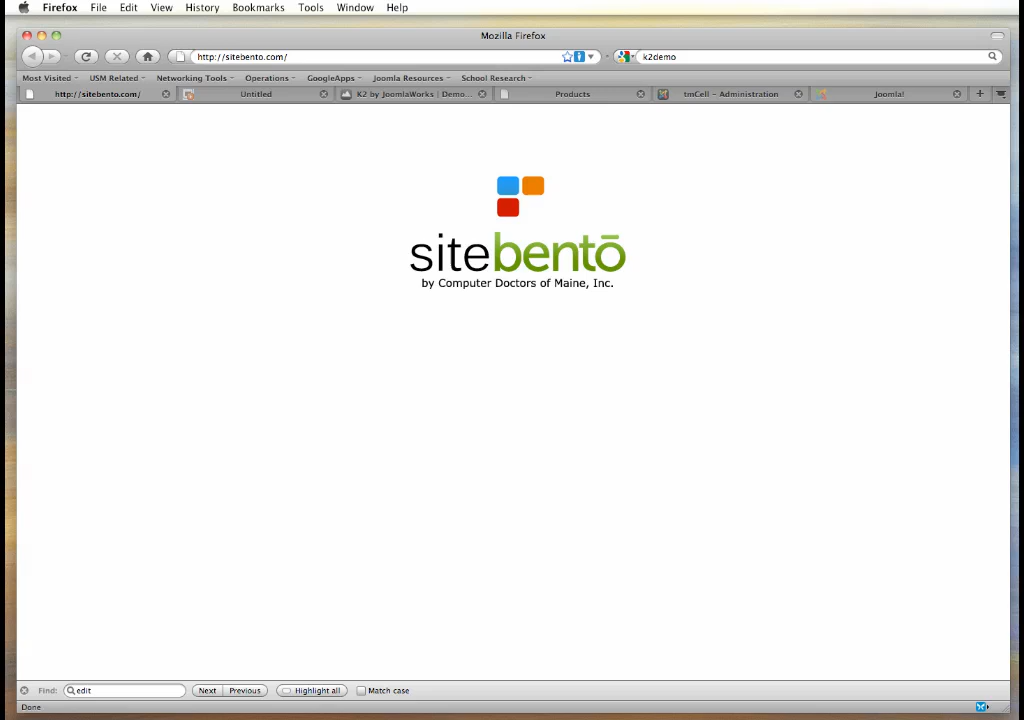 Firefox File Edit View History Bookmarks Tools Window Help
Mozilla Firefox
http://sitebento.com/ k2demo
Most Visited USM Related Networking Tools Operations GoogleApps Joomla Resources School Research
http://sitebento.com/ Untitled K2 by JoomlaWorks | Demo... Products tmCell – Administration Joomla!
sitebentō
by Computer Doctors of Maine, Inc.
Find: edit Next Previous Highlight all Match case
Done